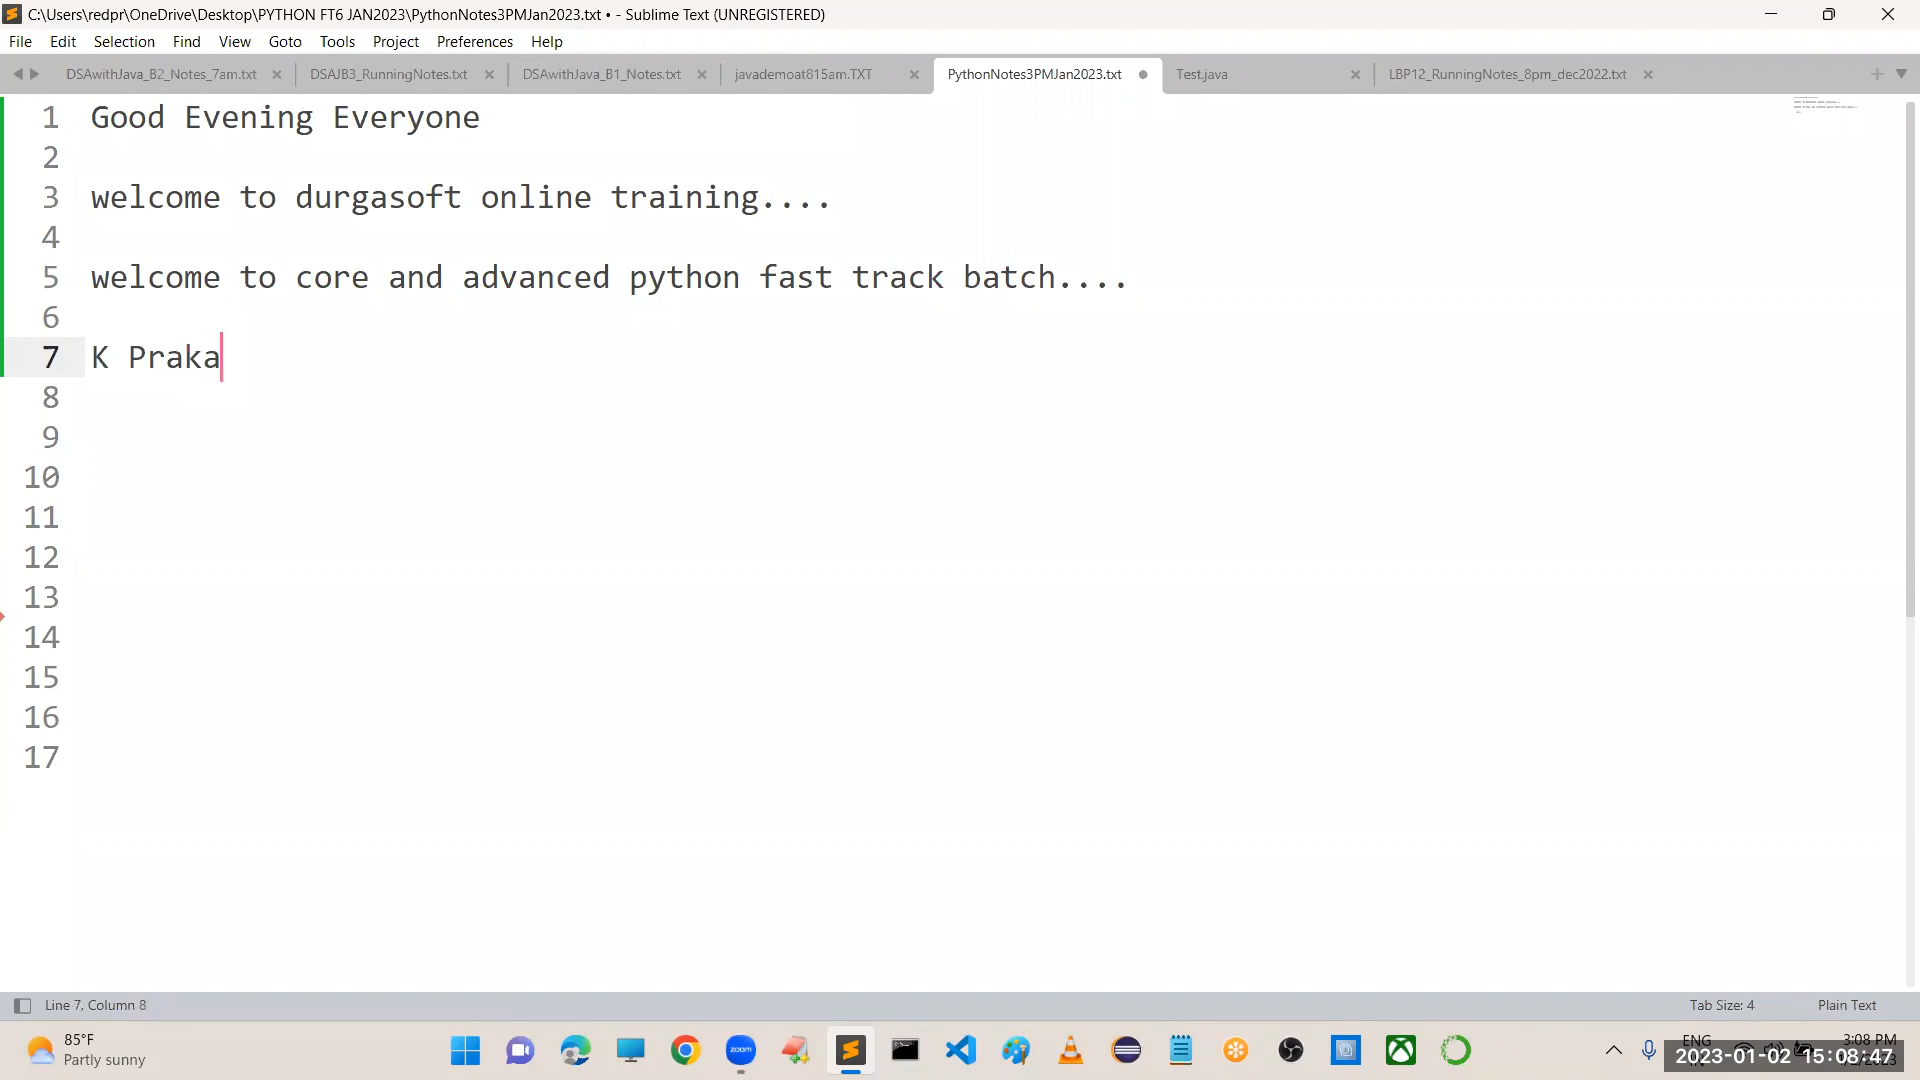 C:\Users\redpr\OneDrive\Desktop\PYTHON FT6 JAN2023\PythonNotes3PMJan2023.txt • - Sublime Text (UNREGISTERED)
File Edit Selection Find View Goto Tools Project Preferences Help
DSAwithJava_B2_Notes_7am.txt DSAJB3_RunningNotes.txt DSAwithJava_B1_Notes.txt javademoat815am.TXT PythonNotes3PMJan2023.txt Test.java LBP12_RunningNotes_8pm_dec2022.txt
1 Good Evening Everyone
2
3 welcome to durgasoft online training....
4
5 welcome to core and advanced python fast track batch....
6
7 K Praka
8
9
10
11
12
13
14
15
16
17
Line 7, Column 8 Tab Size: 4 Plain Text
85°F
Partly sunny
zoom
ENG
3:08 PM
2023-01-02 15:08:47